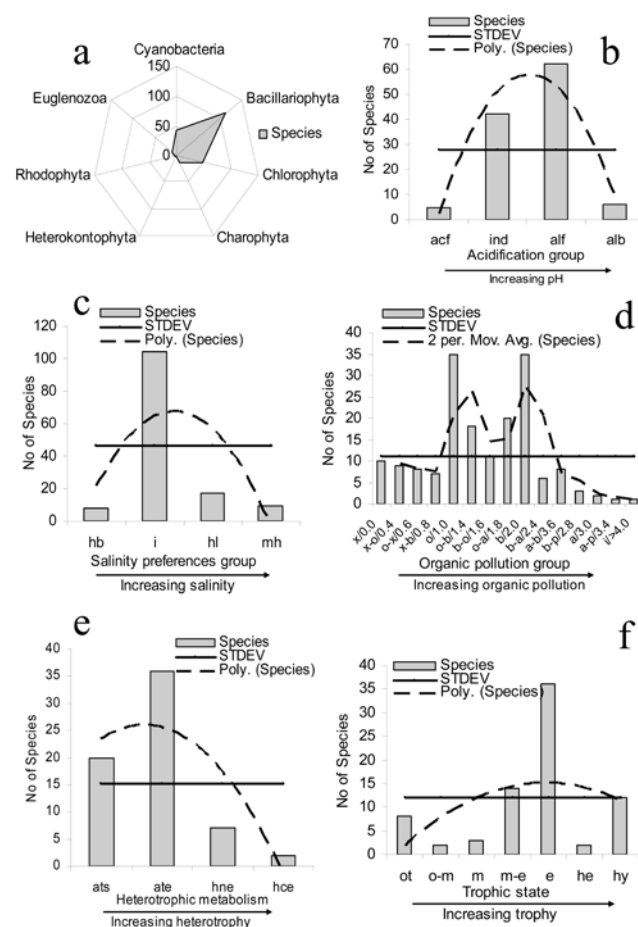 a
Cyanobacteria
150
100
50
0
Euglenozoa
Bacillariophyta
Species
Rhodophyta
Chlorophyta
Heterokontophyta
Charophyta
b
Species
STDEV
Poly. (Species)
No of Species
70
60
50
40
30
20
10
0
acf ind alf alb
Acidification group
Increasing pH
c
Species
STDEV
Poly. (Species)
No of Species
120
100
80
60
40
20
0
hb i hl mh
Salinity preferences group
Increasing salinity
d
Species
STDEV
2 per. Mov. Avg. (Species)
No of Species
40
35
30
25
20
15
10
5
0
x/0.0
x-o/0.4
o-x/0.6
x-b/0.8
o/1.0
o-b/1.4
b-o/1.6
o-a/1.8
b/2.0
b-a/2.4
a-b/3.6
b-p/2.8
a/3.0
a-p/3.4
i/>4.0
Organic pollution group
Increasing organic pollution
e
Species
STDEV
Poly. (Species)
No of Species
40
35
30
25
20
15
10
5
0
ats ate hne hce
Heterotrophic metabolism
Increasing heterotrophy
f
Species
STDEV
Poly. (Species)
No of Species
40
35
30
25
20
15
10
5
0
ot o-m m m-e e he hy
Trophic state
Increasing trophy